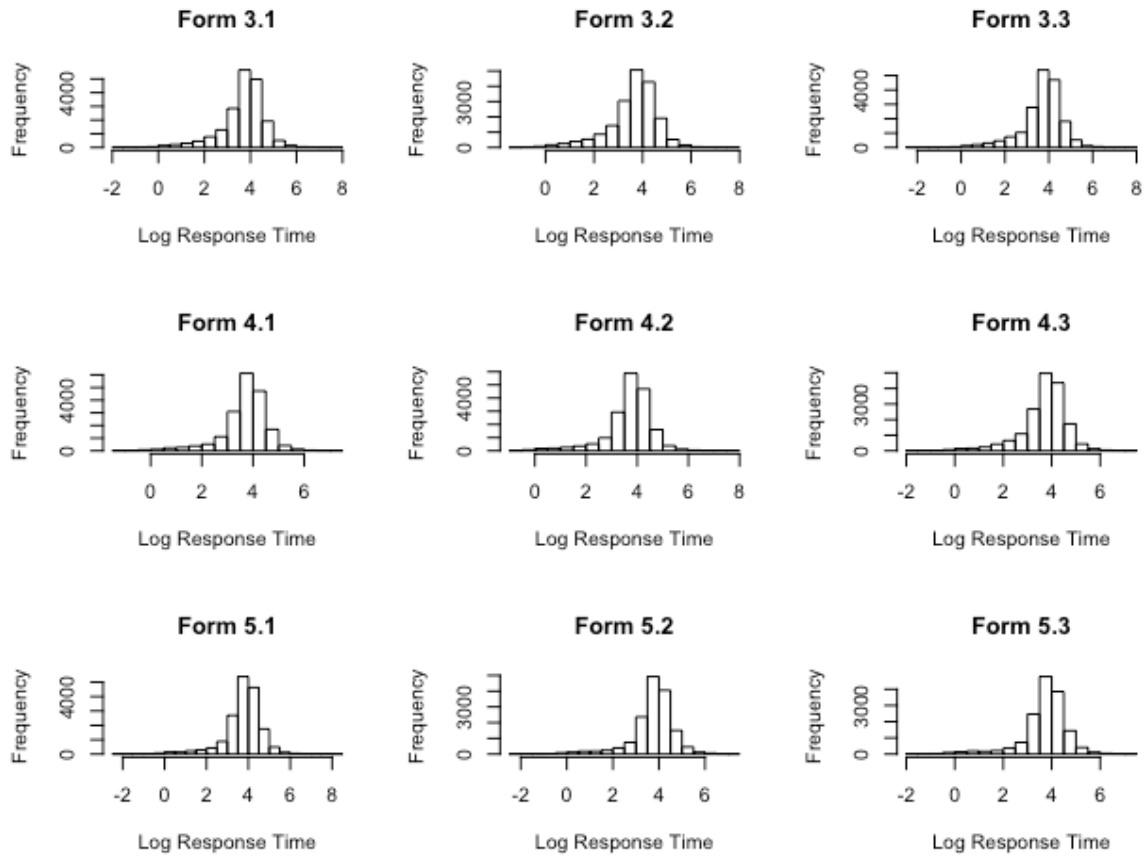 Form 3.1
Frequency
0 4000
-2 0 2 4 6 8
Log Response Time
Form 3.2
Frequency
0 3000
0 2 4 6 8
Log Response Time
Form 3.3
Frequency
0 4000
-2 0 2 4 6 8
Log Response Time
Form 4.1
Frequency
0 4000
0 2 4 6
Log Response Time
Form 4.2
Frequency
0 4000
0 2 4 6 8
Log Response Time
Form 4.3
Frequency
0 3000
-2 0 2 4 6
Log Response Time
Form 5.1
Frequency
0 4000
-2 0 2 4 6 8
Log Response Time
Form 5.2
Frequency
0 3000
-2 0 2 4 6
Log Response Time
Form 5.3
Frequency
0 3000
-2 0 2 4 6
Log Response Time